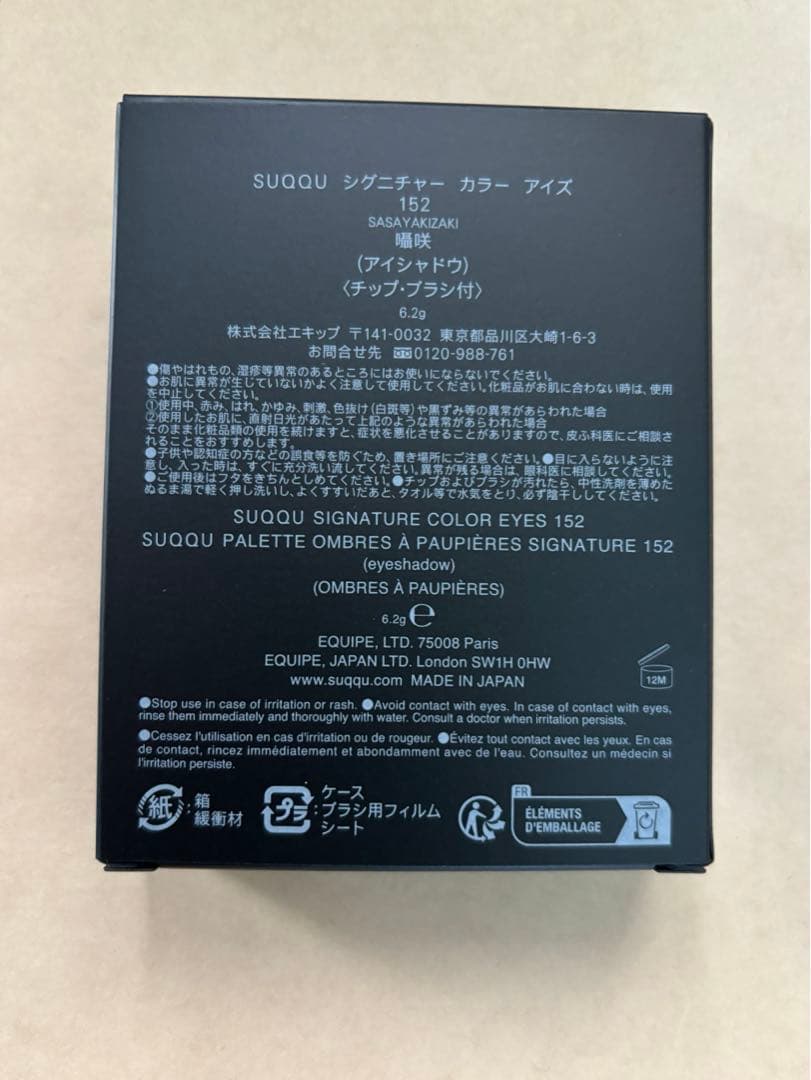 SUQQU シグニチャー カラー アイズ
152
SASAYAKIZAKI
囁咲
(アイシャドウ)
〈チップ・ブラシ付〉
6.2g
株式会社エキップ 〒141-0032 東京都品川区大崎1-6-3
お問合せ先 0120-988-761
●傷やはれもの、湿疹等異常のあるところにはお使いにならないでください。
●お肌に異常が生じていないかよく注意して使用してください。化粧品がお肌に合わない時は、使用
を中止してください。
①使用中、赤み、はれ、かゆみ、刺激、色抜け(白斑等)や黒ずみ等の異常があらわれた場合
②使用したお肌に、直射日光があたって上記のような異常があらわれた場合
そのまま化粧品類の使用を続けますと、症状を悪化させることがありますので、皮ふ科医にご相談さ
れることをおすすめします。
●子供や認知症の方などの誤食等を防ぐため、置き場所にご注意ください。●目に入らないように注
意し、入った時は、すぐに充分洗い流してください。異常が残る場合は、眼科医に相談してください。
●ご使用後はフタをきちんとしめてください。●チップおよびブラシが汚れたら、中性洗剤を薄めた
ぬるま湯で軽く押し洗いし、よくすすいだあと、タオル等で水気をとり、必ず陰干ししてください。
SUQQU SIGNATURE COLOR EYES 152
SUQQU PALETTE OMBRES À PAUPIÈRES SIGNATURE 152
(eyeshadow)
(OMBRES À PAUPIÈRES)
6.2g ℮
EQUIPE, LTD. 75008 Paris
EQUIPE, JAPAN LTD. London SW1H 0HW
www.suqqu.com MADE IN JAPAN
12M
●Stop use in case of irritation or rash. ●Avoid contact with eyes. In case of contact with eyes,
rinse them immediately and thoroughly with water. Consult a doctor when irritation persists.
●Cessez l'utilisation en cas d'irritation ou de rougeur. ●Évitez tout contact avec les yeux. En cas
de contact, rincez immédiatement et abondamment avec de l'eau. Consultez un médecin si
l'irritation persiste.
紙 : 箱
緩衝材
プラ : ケース
ブラシ用フィルム
シート
FR
ÉLÉMENTS
D'EMBALLAGE